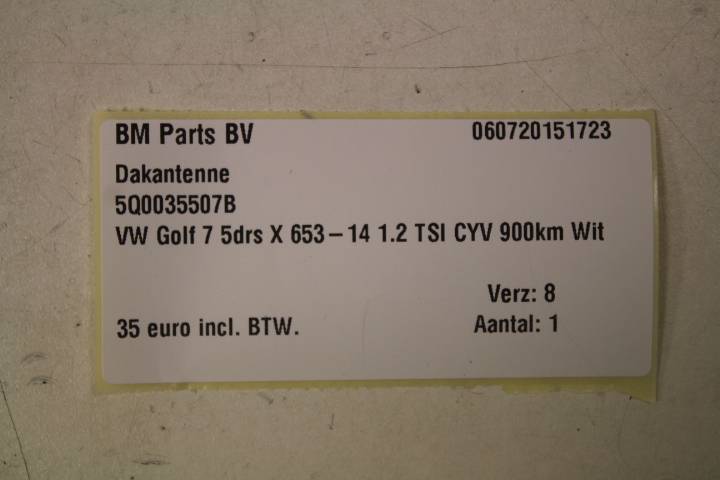 BM Parts BV 060720151723
Dakantenne
5Q0035507B
VW Golf 7 5drs X 653-14 1.2 TSI CYV 900km Wit
Verz: 8
35 euro incl. BTW. Aantal: 1